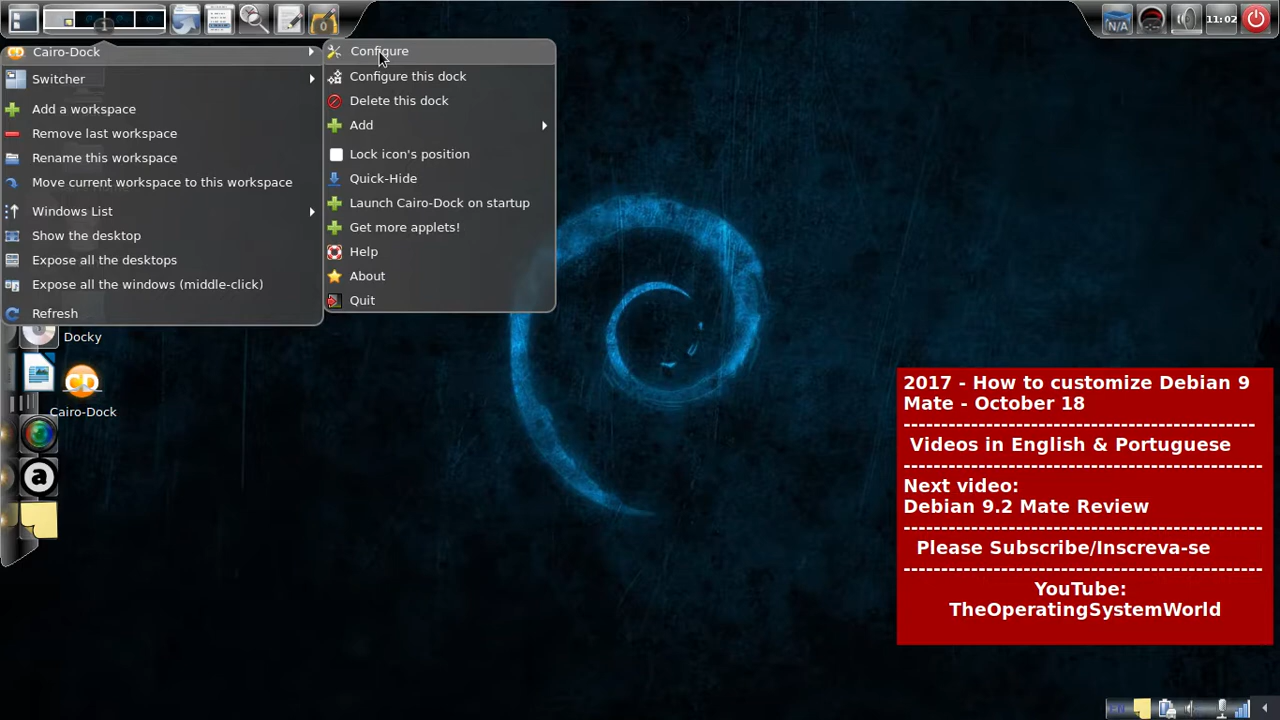 1
0
N/A
11:02
Cairo-Dock
Switcher
Add a workspace
Remove last workspace
Rename this workspace
Move current workspace to this workspace
Windows List
Show the desktop
Expose all the desktops
Expose all the windows (middle-click)
Refresh
Configure
Configure this dock
Delete this dock
Add
Lock icon's position
Quick-Hide
Launch Cairo-Dock on startup
Get more applets!
Help
About
Quit
Docky
CD
Cairo-Dock
a
2017 - How to customize Debian 9
Mate - October 18
-----------------------------------------------
Videos in English & Portuguese
------------------------------------------------
Next video:
Debian 9.2 Mate Review
------------------------------------------------
Please Subscribe/Inscreva-se
------------------------------------------------
YouTube:
TheOperatingSystemWorld
EN